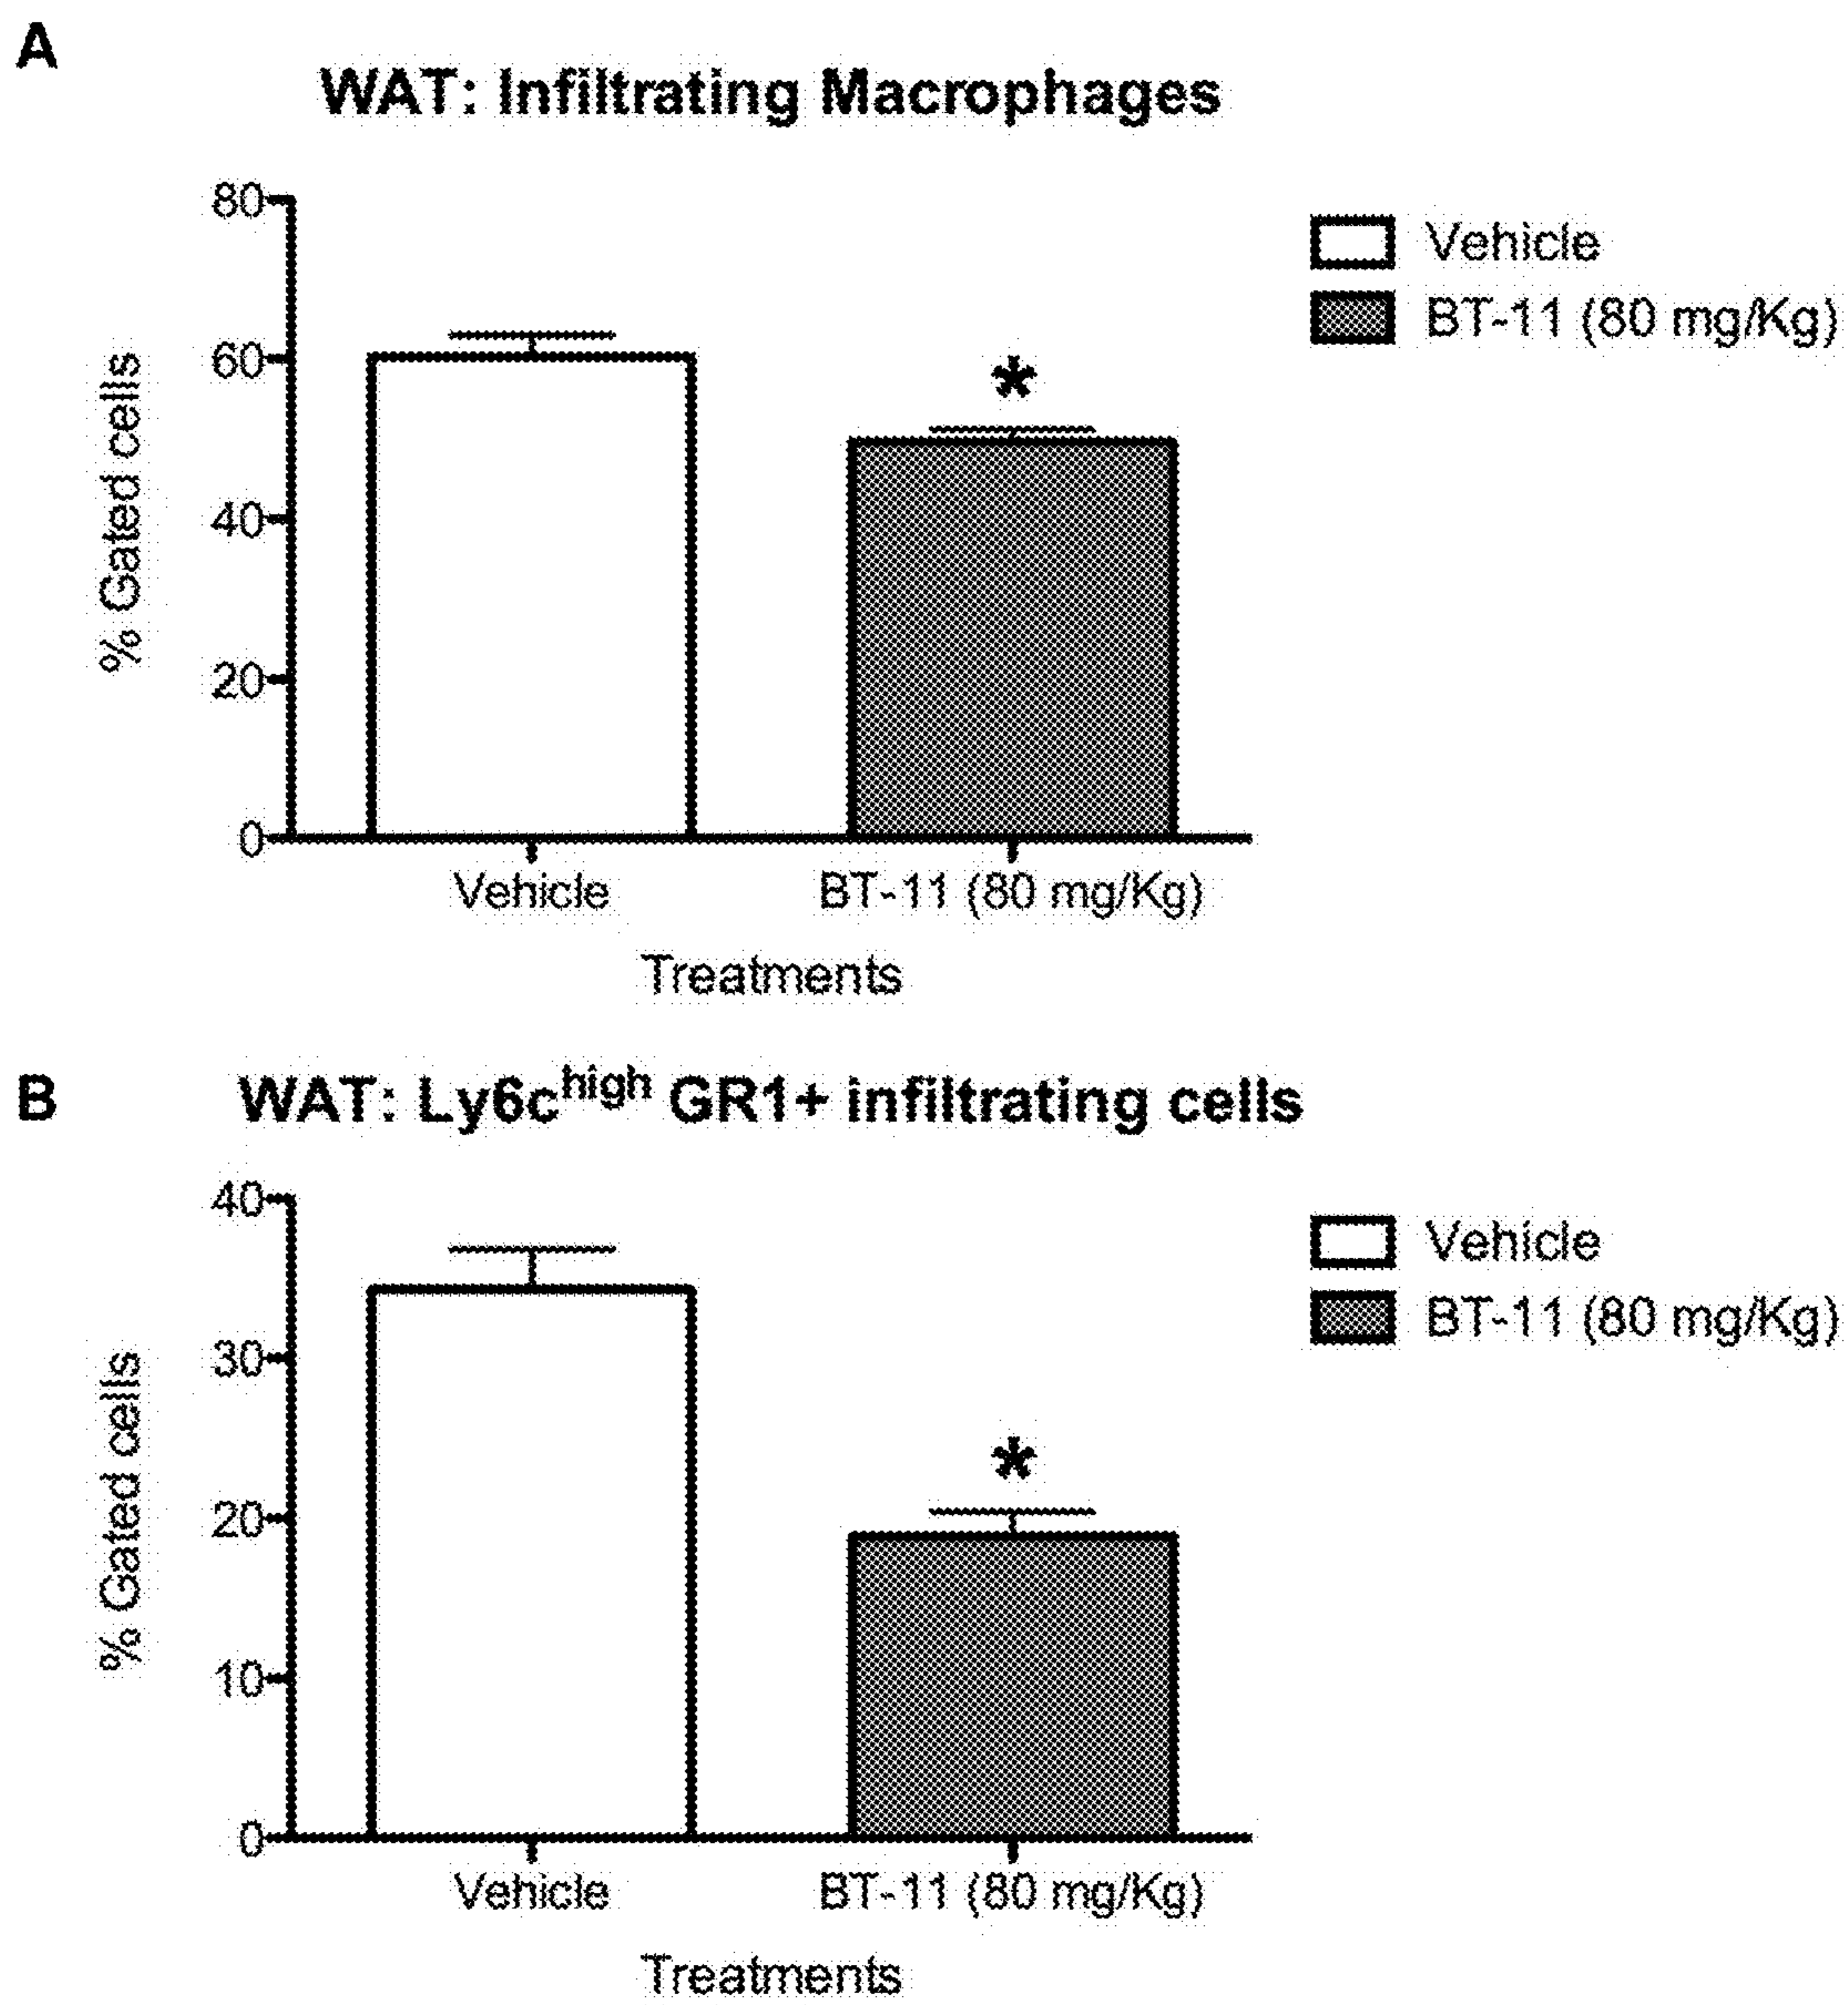 A
WAT: Infiltrating Macrophages
80
60
40
20
0
% Gated cells
*
Vehicle
BT-11 (80 mg/Kg)
Vehicle
BT-11 (80 mg/Kg)
Treatments
B
WAT: Ly6chigh GR1+ infiltrating cells
40
30
20
10
0
% Gated cells
*
Vehicle
BT-11 (80 mg/Kg)
Vehicle
BT-11 (80 mg/Kg)
Treatments